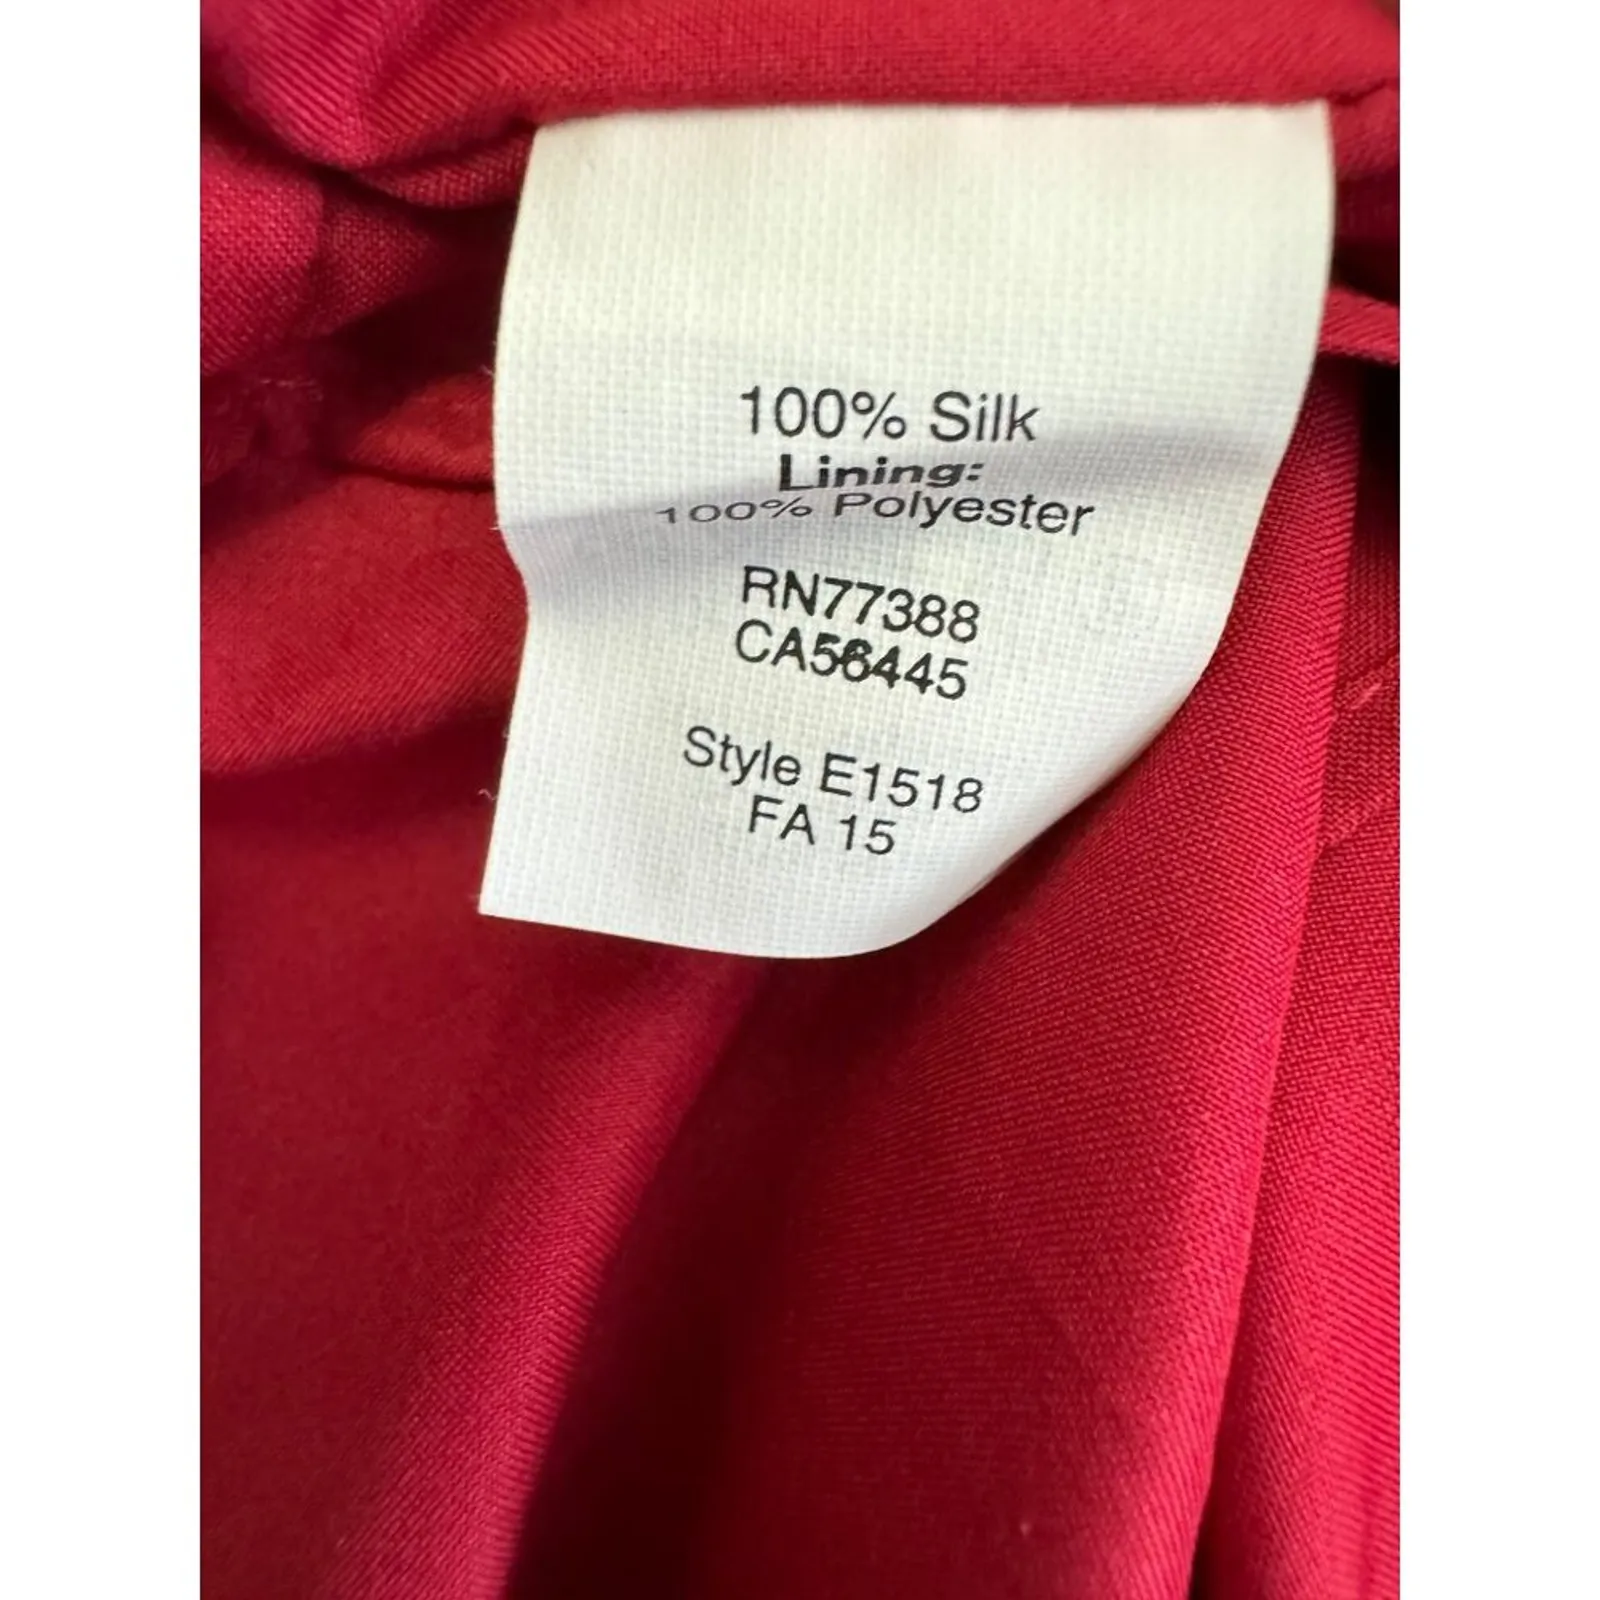 100% Silk
Lining:
100% Polyester
RN77388
CA56445
Style E1518
FA 15